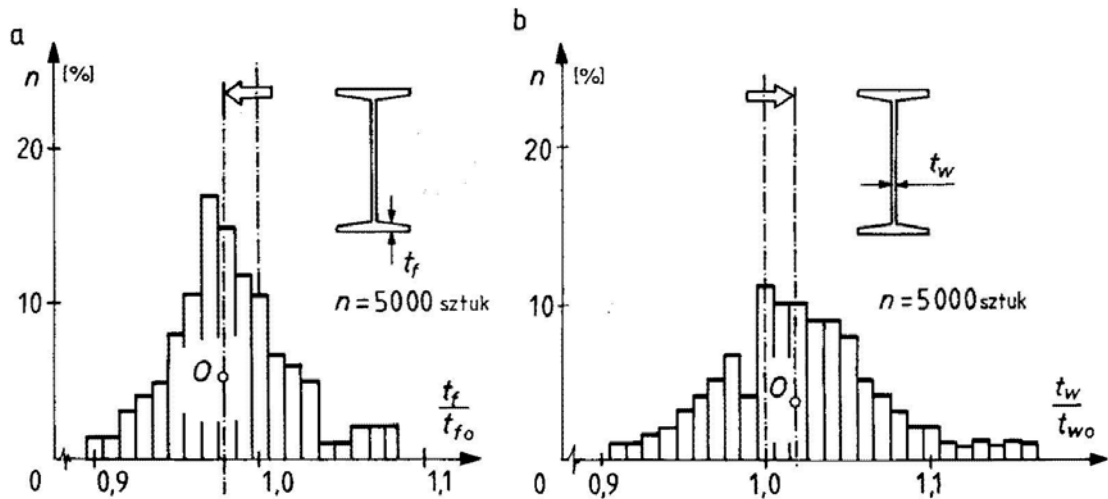 a
n [%]
20
10
0
0,9
1,0
1,1
O
t_f
n = 5000 sztuk
t_f
t_fo
b
n [%]
20
10
0
0,9
1,0
1,1
O
t_w
n = 5000 sztuk
t_w
t_wo